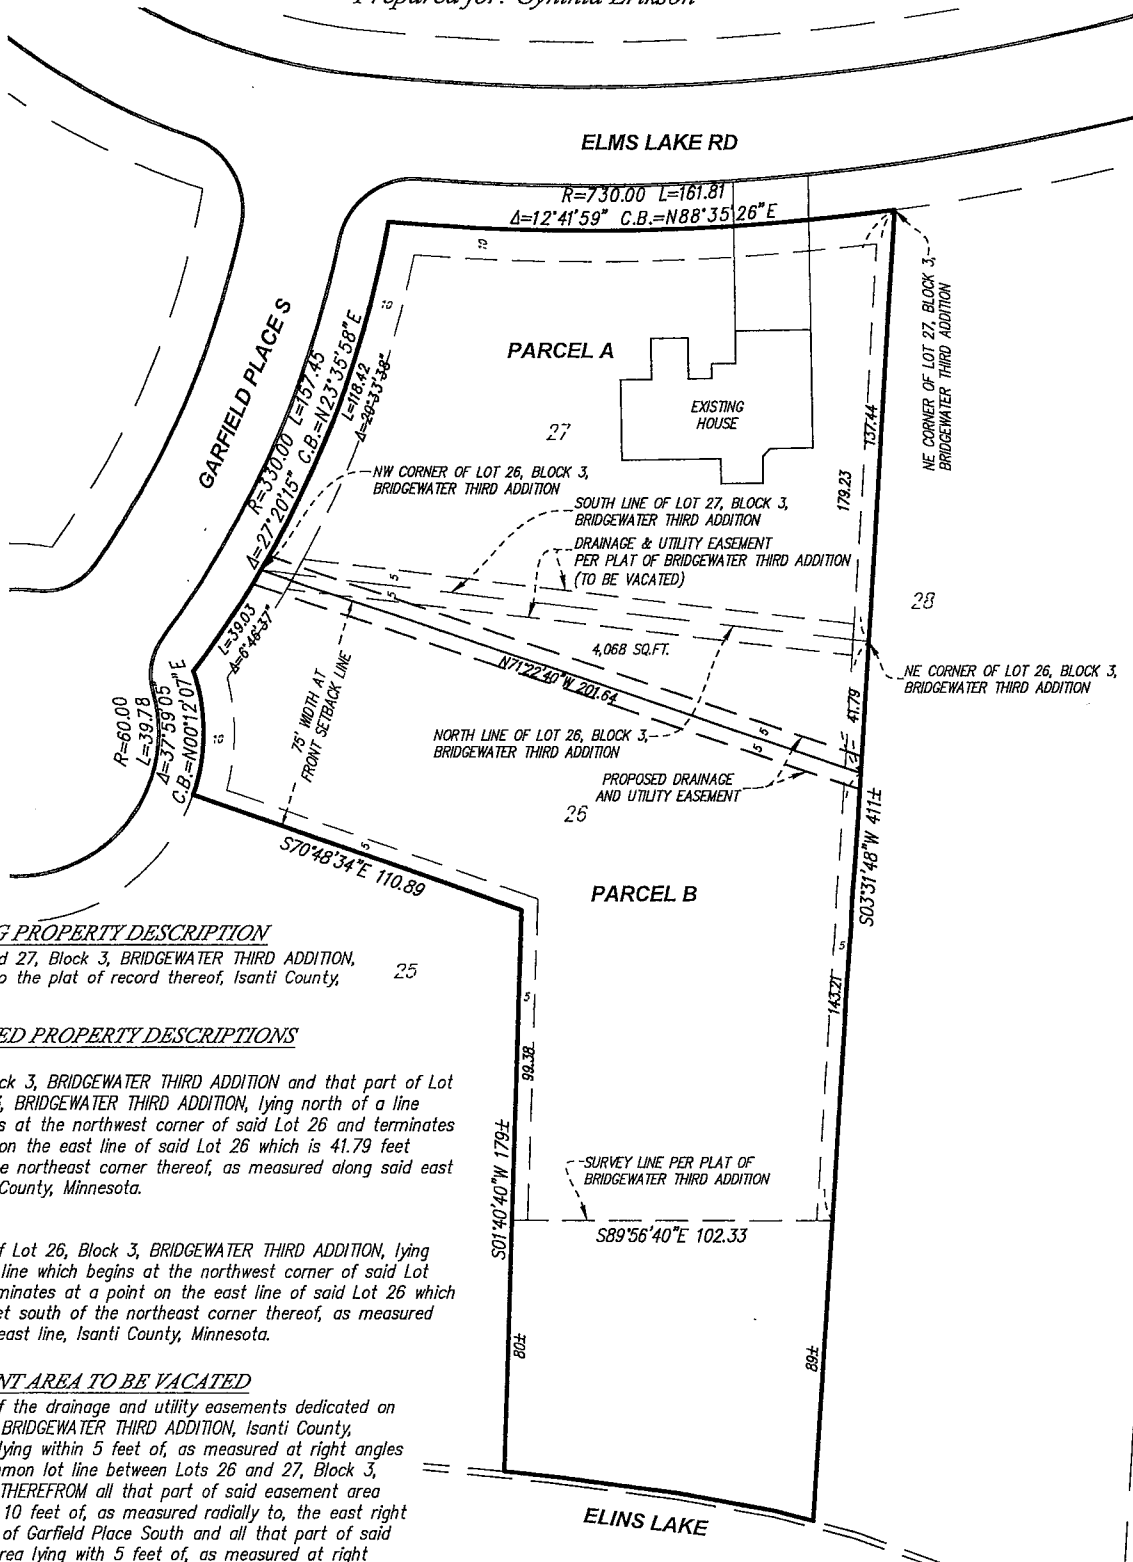 Prepared for: Cynthia Erikson
ELMS LAKE RD
R=730.00 L=161.81
Δ=12°41'59" C.B.=N88°35'26"E
10
10
GARFIELD PLACE S
R=330.00 L=157.45
Δ=27°20'15" C.B.=N23°35'58"E
L=118.42
Δ=20°33'38"
PARCEL A
EXISTING
HOUSE
27
137.44
179.23
NE CORNER OF LOT 27, BLOCK 3,
BRIDGEWATER THIRD ADDITION
NW CORNER OF LOT 26, BLOCK 3,
BRIDGEWATER THIRD ADDITION
SOUTH LINE OF LOT 27, BLOCK 3,
BRIDGEWATER THIRD ADDITION
DRAINAGE & UTILITY EASEMENT
PER PLAT OF BRIDGEWATER THIRD ADDITION
(TO BE VACATED)
5
5
28
4,068 SQ.FT.
N71°22'40"W 201.64
L=39.03
Δ=6°46'37"
NE CORNER OF LOT 26, BLOCK 3,
BRIDGEWATER THIRD ADDITION
41.79
R=60.00
L=39.78
Δ=37°59'05"
C.B.=N00°12'07"E
10
75' WIDTH AT
FRONT SETBACK LINE
NORTH LINE OF LOT 26, BLOCK 3,
BRIDGEWATER THIRD ADDITION
5
5
PROPOSED DRAINAGE
AND UTILITY EASEMENT
26
S03°31'48"W 411±
S70°48'34"E 110.89
5
PARCEL B
5
143.21
G PROPERTY DESCRIPTION
d 27, Block 3, BRIDGEWATER THIRD ADDITION,
o the plat of record thereof, Isanti County,
25
5
99.38
ED PROPERTY DESCRIPTIONS
ck 3, BRIDGEWATER THIRD ADDITION and that part of Lot
, BRIDGEWATER THIRD ADDITION, lying north of a line
s at the northwest corner of said Lot 26 and terminates
on the east line of said Lot 26 which is 41.79 feet
e northeast corner thereof, as measured along said east
County, Minnesota.
S01°40'40"W 179±
SURVEY LINE PER PLAT OF
BRIDGEWATER THIRD ADDITION
S89°56'40"E 102.33
f Lot 26, Block 3, BRIDGEWATER THIRD ADDITION, lying
line which begins at the northwest corner of said Lot
minates at a point on the east line of said Lot 26 which
et south of the northeast corner thereof, as measured
east line, Isanti County, Minnesota.
80±
89±
NT AREA TO BE VACATED
f the drainage and utility easements dedicated on
BRIDGEWATER THIRD ADDITION, Isanti County,
lying within 5 feet of, as measured at right angles
mmon lot line between Lots 26 and 27, Block 3,
THEREFROM all that part of said easement area
10 feet of, as measured radially to, the east right
of Garfield Place South and all that part of said
rea lying with 5 feet of, as measured at right
ELINS LAKE